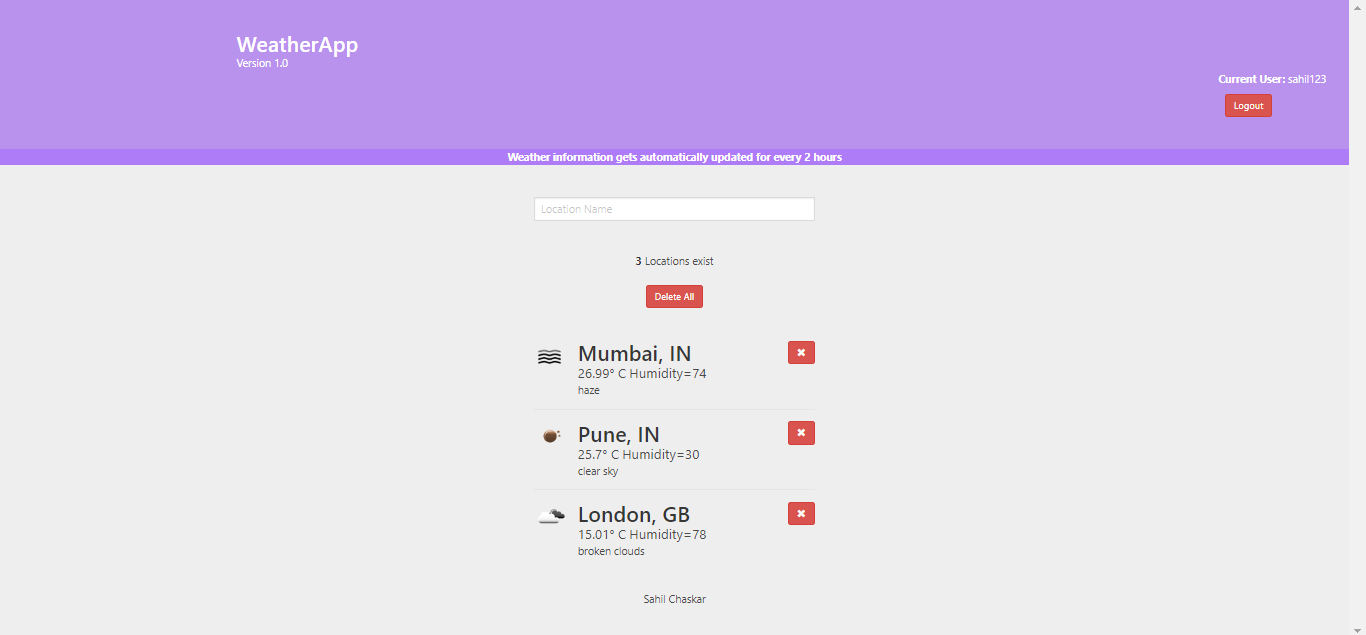 WeatherApp
Version 1.0
Current User: sahil123
Logout
Weather information gets automatically updated for every 2 hours
Location Name
3 Locations exist
Delete All
Mumbai, IN
26.99° C Humidity=74
haze
Pune, IN
25.7° C Humidity=30
clear sky
London, GB
15.01° C Humidity=78
broken clouds
Sahil Chaskar